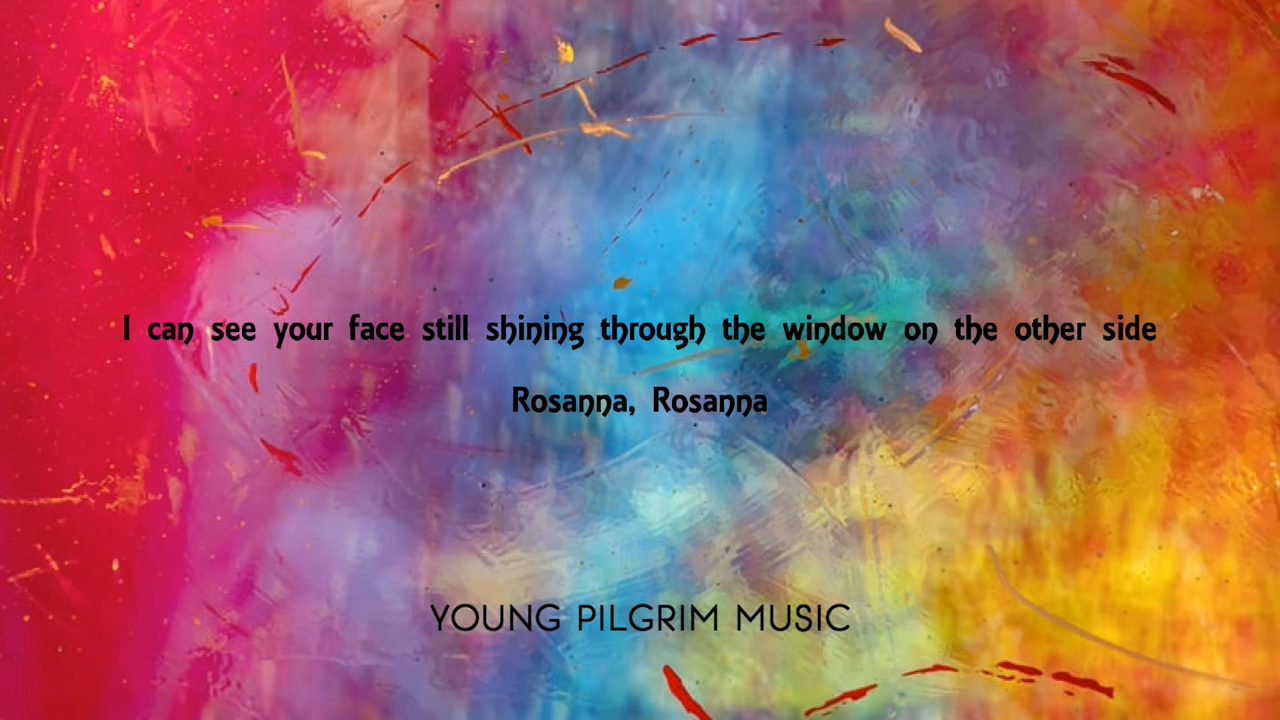 I can see your face still shining through the window on the other side
Rosanna, Rosanna
YOUNG PILGRIM MUSIC